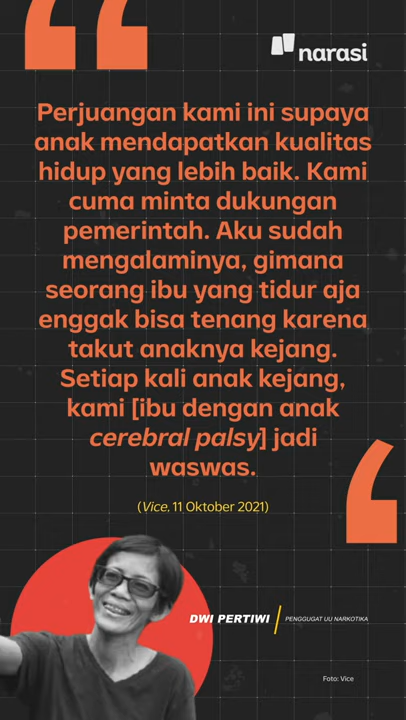 narasi
Perjuangan kami ini supaya
anak mendapatkan kualitas
hidup yang lebih baik. Kami
cuma minta dukungan
pemerintah. Aku sudah
mengalaminya, gimana
seorang ibu yang tidur aja
enggak bisa tenang karena
takut anaknya kejang.
Setiap kali anak kejang,
kami [ibu dengan anak
cerebral palsy] jadi
waswas.
(Vice, 11 Oktober 2021)
DWI PERTIWI / PENGGUGAT UU NARKOTIKA
Foto: Vice